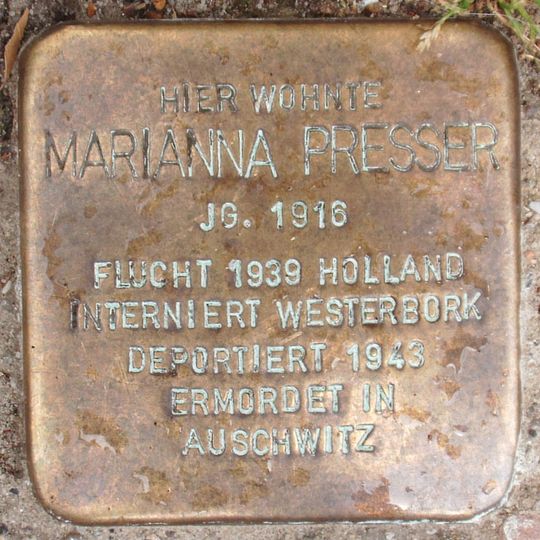 HIER WOHNTE
MARIANNA PRESSER
JG. 1916
FLUCHT 1939 HOLLAND
INTERNIERT WESTERBORK
DEPORTIERT 1943
ERMORDET IN
AUSCHWITZ